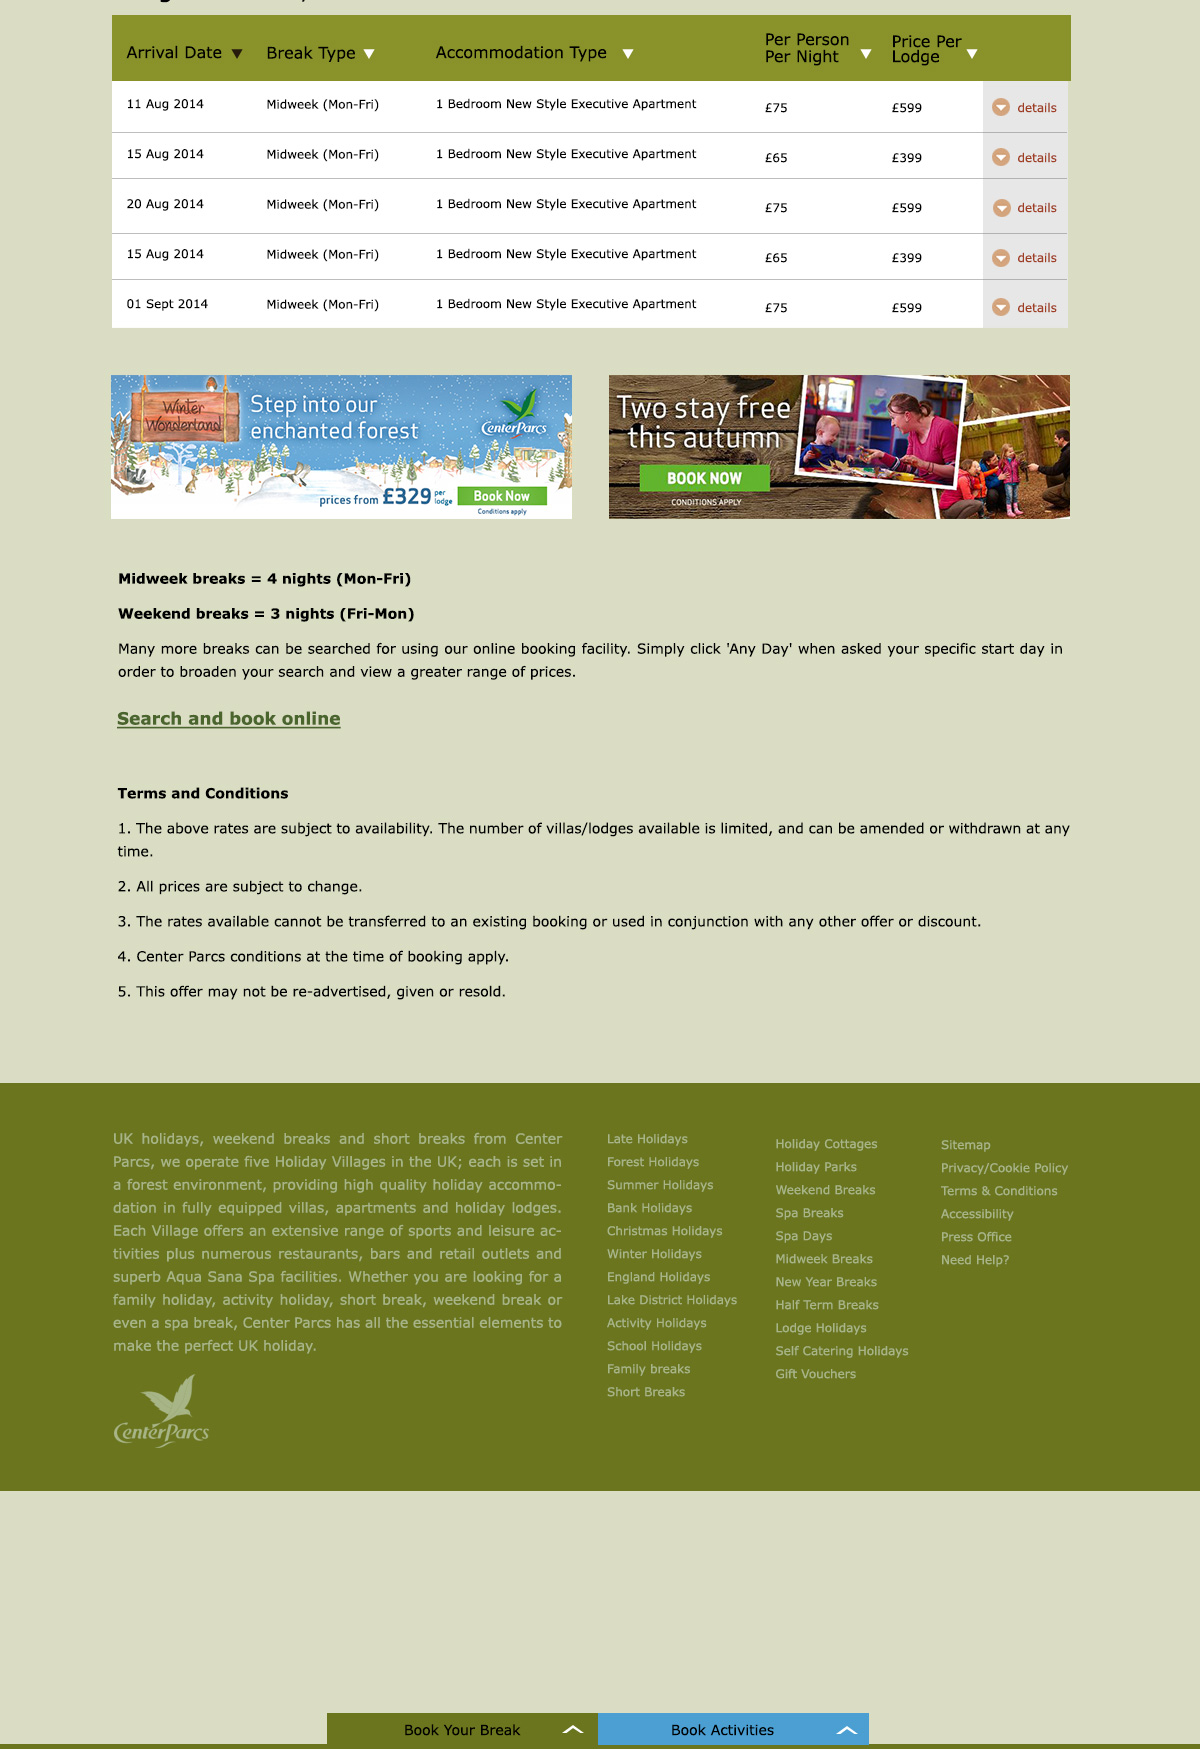 Arrival Date
Break Type
Accommodation Type
Per Person
Per Night
Price Per
Lodge
11 Aug 2014 Midweek (Mon-Fri) 1 Bedroom New Style Executive Apartment £75 £599 details
15 Aug 2014 Midweek (Mon-Fri) 1 Bedroom New Style Executive Apartment £65 £399 details
20 Aug 2014 Midweek (Mon-Fri) 1 Bedroom New Style Executive Apartment £75 £599 details
15 Aug 2014 Midweek (Mon-Fri) 1 Bedroom New Style Executive Apartment £65 £399 details
01 Sept 2014 Midweek (Mon-Fri) 1 Bedroom New Style Executive Apartment £75 £599 details
Winter
Wonderland
Step into our
enchanted forest
CenterParcs
prices from £329 per lodge
Book Now
Conditions apply
Two stay free
this autumn
BOOK NOW
CONDITIONS APPLY
Midweek breaks = 4 nights (Mon-Fri)
Weekend breaks = 3 nights (Fri-Mon)
Many more breaks can be searched for using our online booking facility. Simply click 'Any Day' when asked your specific start day in
order to broaden your search and view a greater range of prices.
Search and book online
Terms and Conditions
1. The above rates are subject to availability. The number of villas/lodges available is limited, and can be amended or withdrawn at any
time.
2. All prices are subject to change.
3. The rates available cannot be transferred to an existing booking or used in conjunction with any other offer or discount.
4. Center Parcs conditions at the time of booking apply.
5. This offer may not be re-advertised, given or resold.
UK holidays, weekend breaks and short breaks from Center
Parcs, we operate five Holiday Villages in the UK; each is set in
a forest environment, providing high quality holiday accommo-
dation in fully equipped villas, apartments and holiday lodges.
Each Village offers an extensive range of sports and leisure ac-
tivities plus numerous restaurants, bars and retail outlets and
superb Aqua Sana Spa facilities. Whether you are looking for a
family holiday, activity holiday, short break, weekend break or
even a spa break, Center Parcs has all the essential elements to
make the perfect UK holiday.
CenterParcs
Late Holidays
Forest Holidays
Summer Holidays
Bank Holidays
Christmas Holidays
Winter Holidays
England Holidays
Lake District Holidays
Activity Holidays
School Holidays
Family breaks
Short Breaks
Holiday Cottages
Holiday Parks
Weekend Breaks
Spa Breaks
Spa Days
Midweek Breaks
New Year Breaks
Half Term Breaks
Lodge Holidays
Self Catering Holidays
Gift Vouchers
Sitemap
Privacy/Cookie Policy
Terms & Conditions
Accessibility
Press Office
Need Help?
Book Your Break
Book Activities